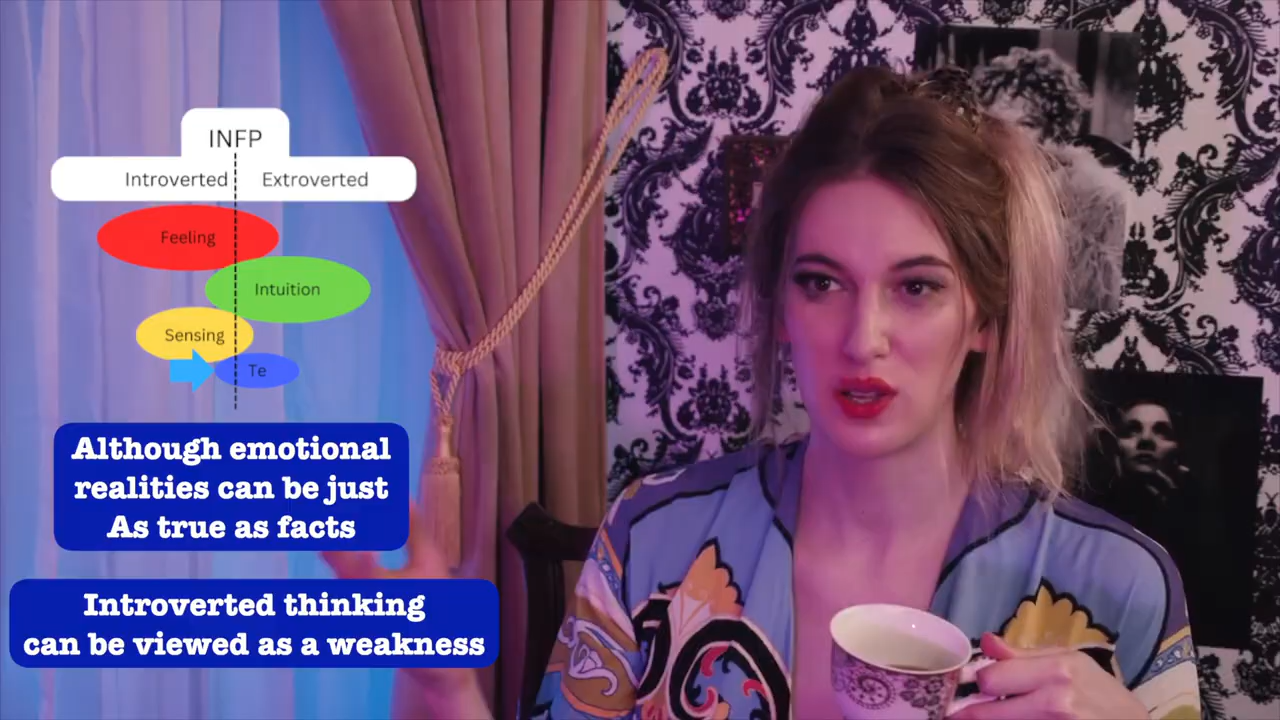 INFP
Introverted Extroverted
Feeling
Intuition
Sensing
Te
Although emotional
realities can be just
As true as facts
Introverted thinking
can be viewed as a weakness